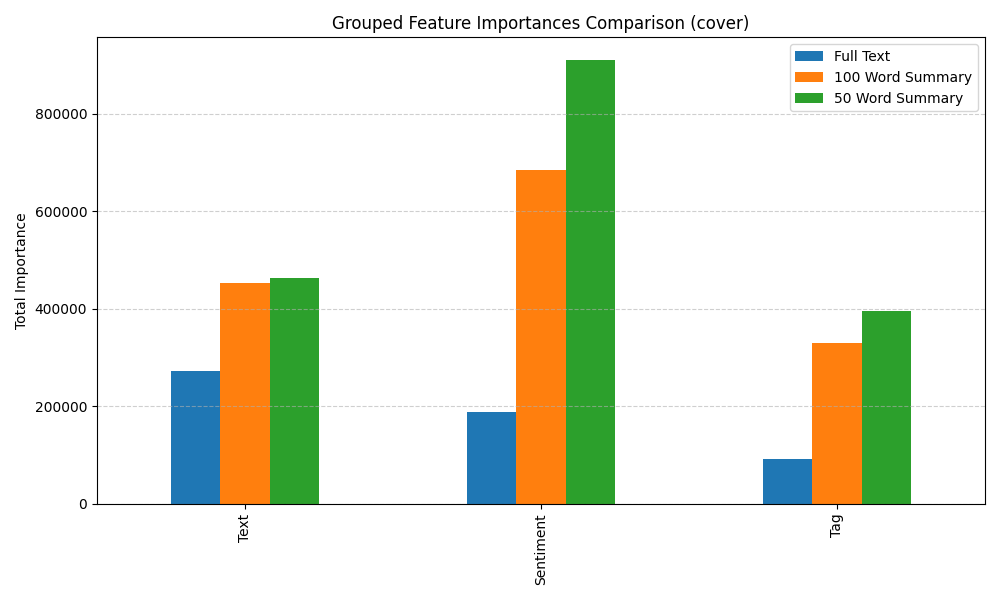 Grouped Feature Importances Comparison (cover)
Full Text
100 Word Summary
50 Word Summary
Total Importance
800000
600000
400000
200000
0
Text
Sentiment
Tag